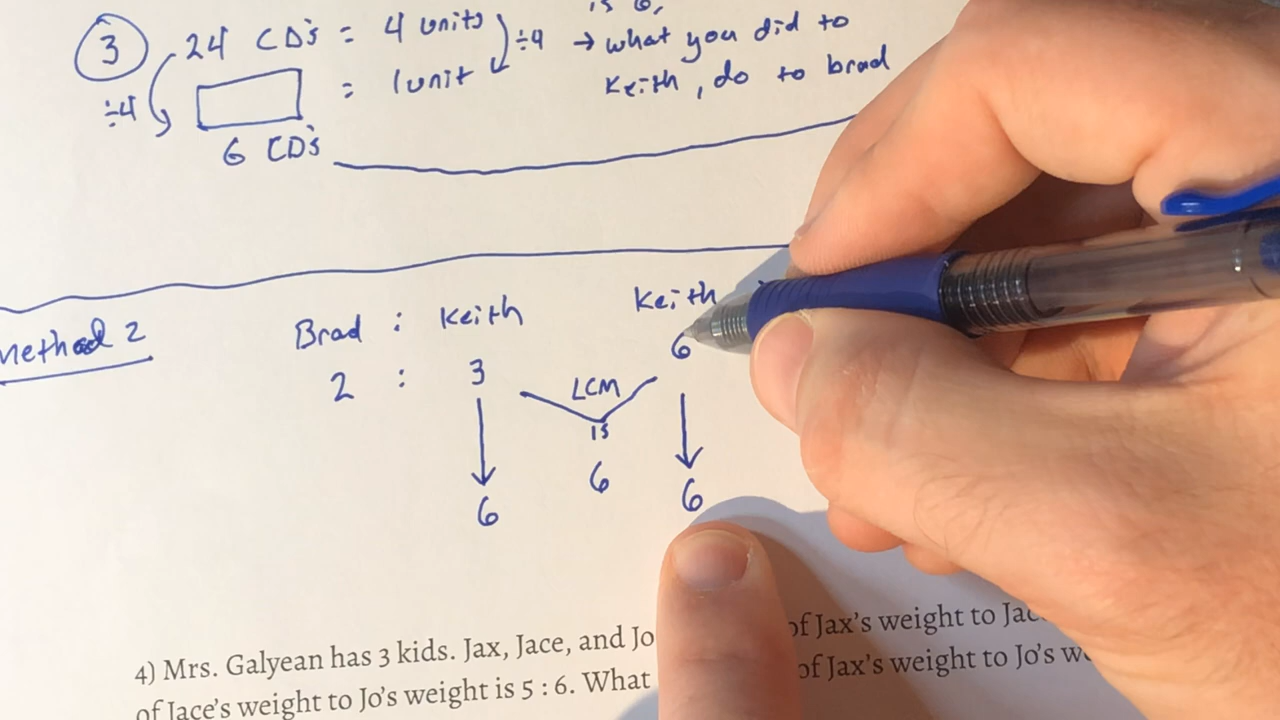 is 6,
③ 24 CD's = 4 units ÷4 → what you did to
÷4 = 1 unit Keith, do to brad
6 CD's
Method 2 Brad : Keith Keith
2 : 3 LCM 6
is
6 6 6
4) Mrs. Galyean has 3 kids. Jax, Jace, and Jo of Jax's weight to Jac
of Jace's weight to Jo's weight is 5 : 6. What of Jax's weight to Jo's w